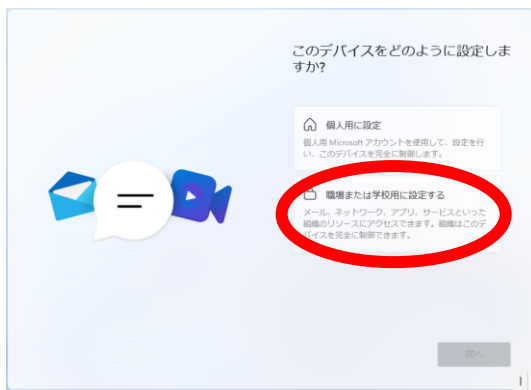 このデバイスをどのように設定しま
すか?
個人用に設定
個人用 Microsoft アカウントを使用して、設定を行
い、このデバイスを完全に制御します。
職場または学校用に設定する
メール、ネットワーク、アプリ、サービスといった
組織のリソースにアクセスできます。組織はこのデ
バイスを完全に制御できます。
次へ